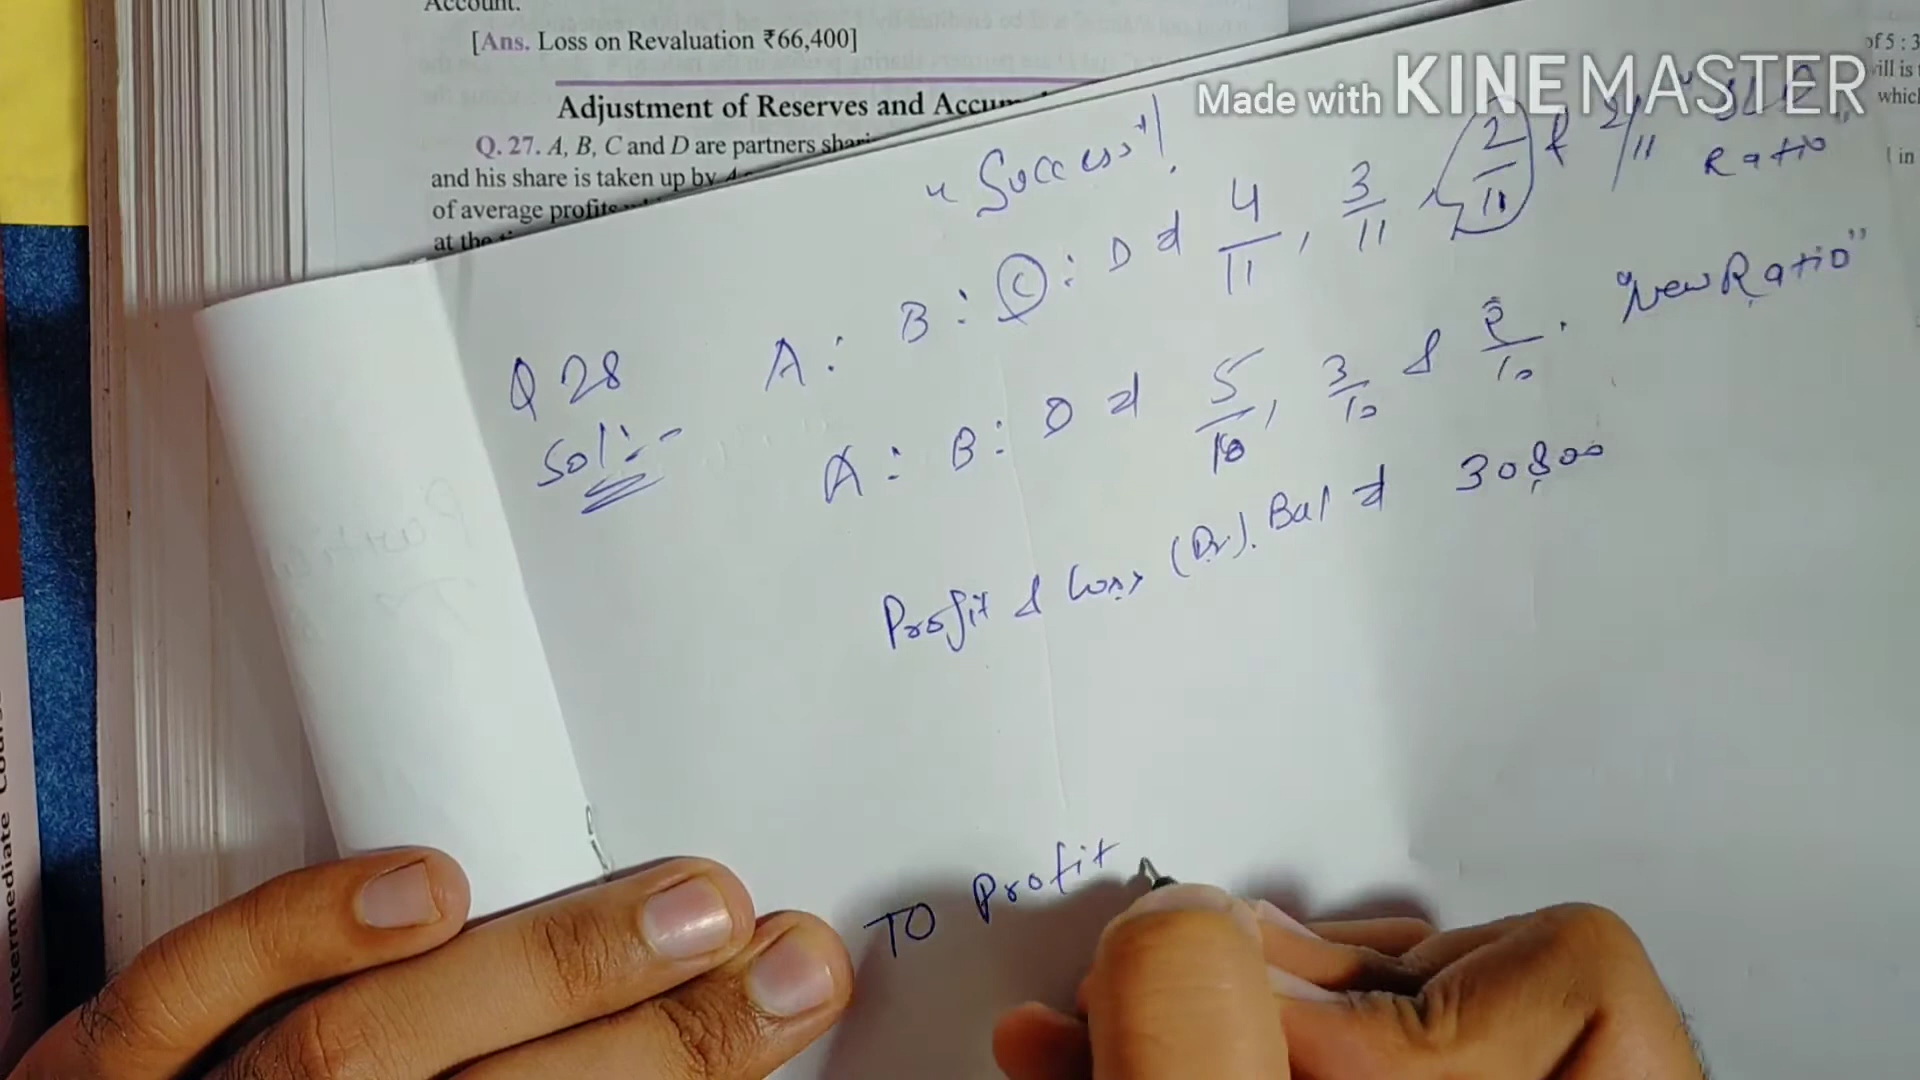 Account.
[Ans. Loss on Revaluation ₹66,400]
Adjustment of Reserves and
Q. 27. A, B, C and D are partners
and his share is taken up by
of average profits
at the
of 5 : 3
will is
which
in
Made with KINEMASTER
"Success".
Q 28
Sol:-
A : B : C : D = 4/11, 3/11, 2/11 & 2/11 "old Ratio"
A : B : D = 5/10, 3/10 & 2/10. "New Ratio"
Profit & Loss (Dr). Bal = 30,800
TO Profit
Intermediate